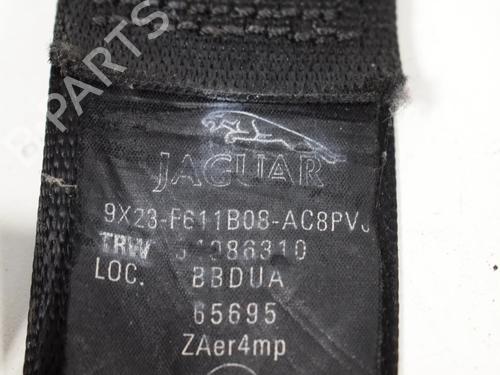 JAGUAR
9X23-F611B08-AC8PVJ
TRW 34086310
LOC. BBDUA
65695
ZAer4mp
B-PARTS